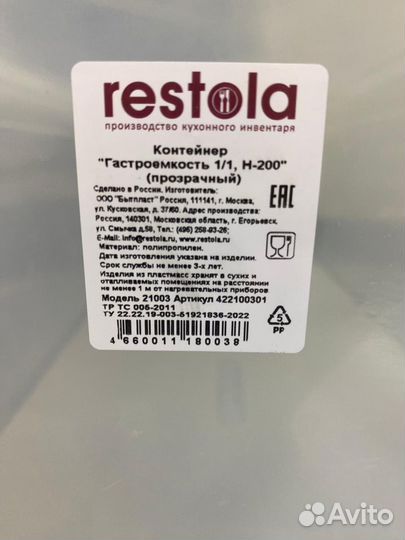 restola
производство кухонного инвентаря
Контейнер
"Гастроемкость 1/1, Н-200"
(прозрачный)
Сделано в России. Изготовитель:
ООО "Бытпласт" Россия, 111141, г. Москва,
ул. Кусковская, д. 37/60. Адрес производства:
Россия, 140301, Московская область, г. Егорьевск,
ул. Смычка д.58, Тел.: (495) 258-93-26;
E-Mail: info@restola.ru, www.restola.ru
Материал: полипропилен.
Дата изготовления указана на изделии.
Срок службы не менее 3-х лет.
Изделия из пластмасс хранят в сухих и
отапливаемых помещениях на расстоянии
не менее 1 м от нагревательных приборов
Модель 21003 Артикул 422100301
ТР ТС 005-2011
ТУ 22.22.19-003-51921836-2022
4 660011 180038
ЕАС
5
PP
Avito